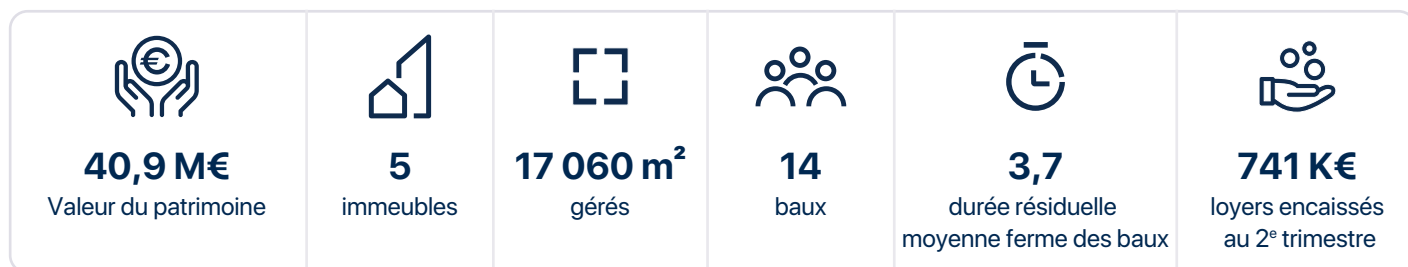 40,9 M€
Valeur du patrimoine
5
immeubles
17 060 m²
gérés
14
baux
3,7
durée résiduelle
moyenne ferme des baux
741 K€
loyers encaissés
au 2ᵉ trimestre